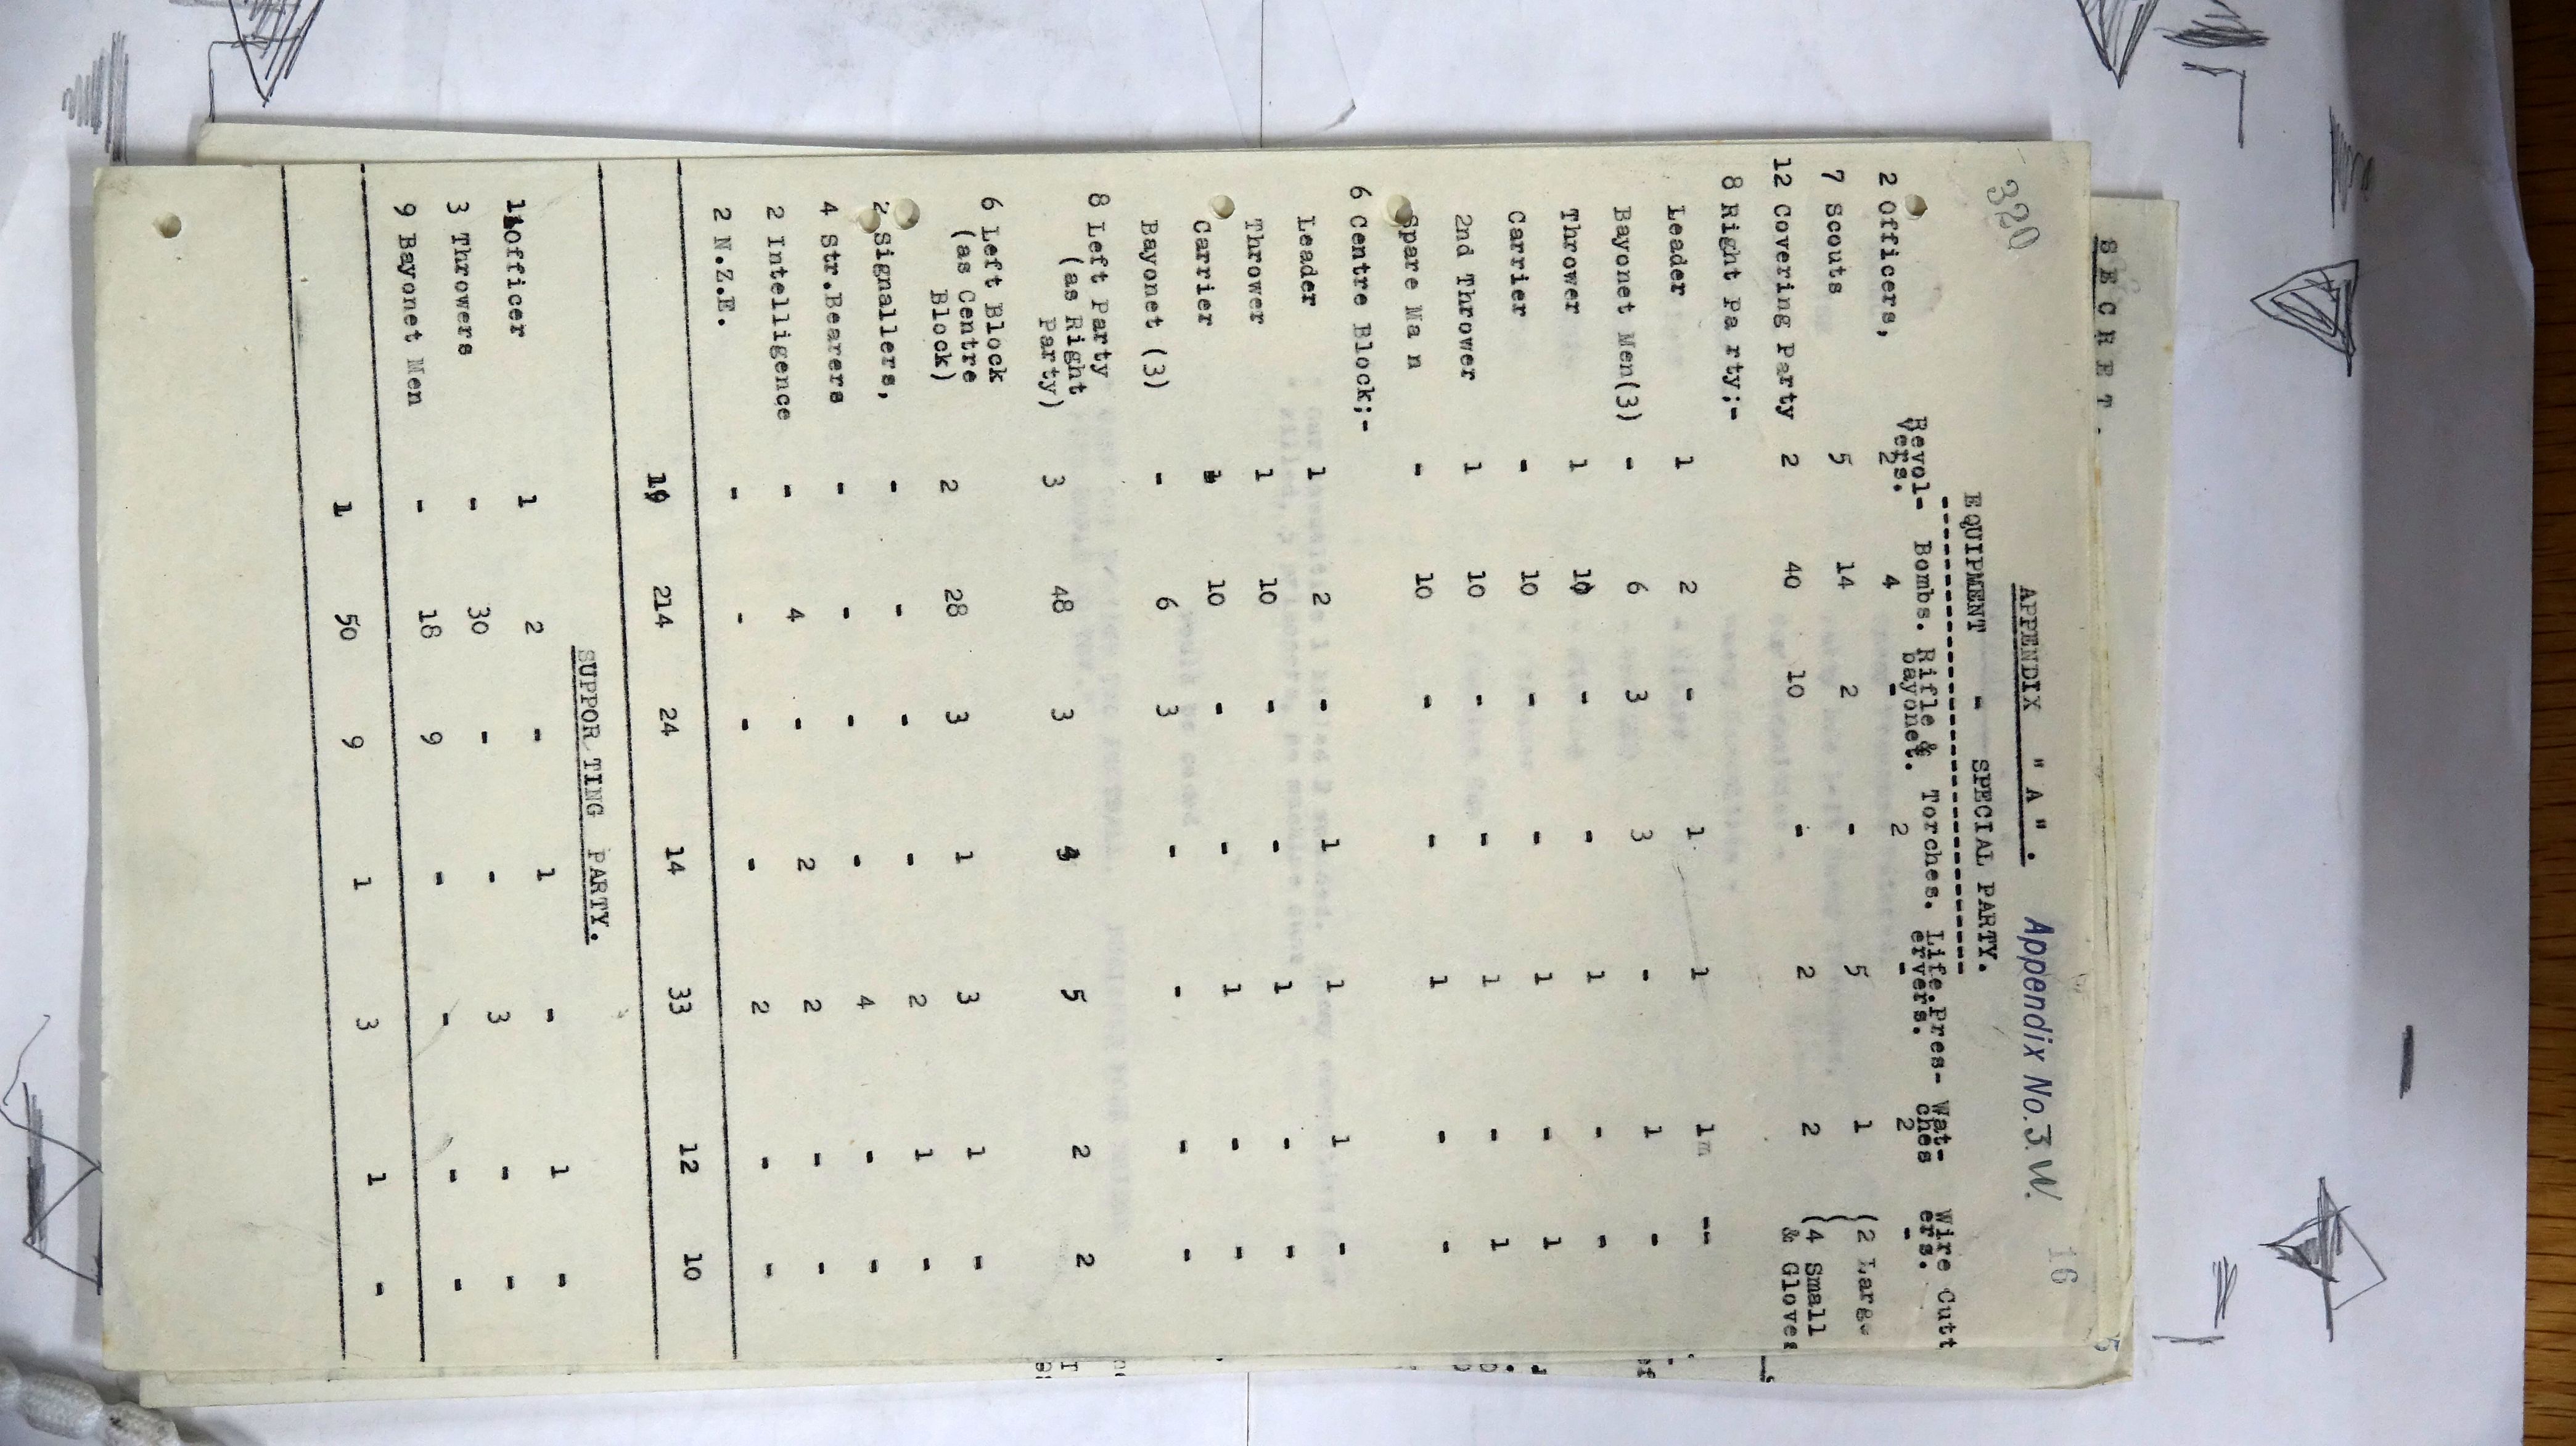 SECRET.
320
16
APPENDIX "A". Appendix No. 3. W.
EQUIPMENT - SPECIAL PARTY.
Revol- Bombs. Rifle & Torches. Life.Pres- Wat- Wire Cutt
vers. bayonet. ervers. ches ers.
2 Officers, 2 4 - 2 - 2 -
7 Scouts 5 14 2 - 5 1 (2 Large
12 Covering Party 2 40 10 - 2 2 (4 Small
& Gloves
8 Right Pa rty;-
Leader 1 2 - 1 1 1 --
Bayonet Men(3) - 6 3 3 - 1 -
Thrower 1 10 - - 1 - -
Carrier - 10 - - 1 - 1
2nd Thrower 1 10 - - 1 - 1
Spare Ma n - 10 - - 1 - -
6 Centre Block;-
Leader 1 2 - 1 1 1 -
Thrower 1 10 - - 1 - -
Carrier 10 - - 1 - -
Bayonet (3) - 6 3 - - - -
8 Left Party
(as Right
Party) 3 48 3 5 2 2
6 Left Block
(as Centre
Block) 2 28 3 1 3 1 -
2 Signallers, - - - - 2 1 -
4 Str.Bearers - - - - 4 - -
2 Intelligence - 4 - 2 2 - -
2 N.Z.E. - - - - 2 - -
19 214 24 14 33 12 10
SUPPORTING PARTY.
1 Officer 1 2 - 1 - 1 -
3 Throwers - 30 - - 3 - -
9 Bayonet Men - 18 9 - - - -
1 50 9 1 3 1 -